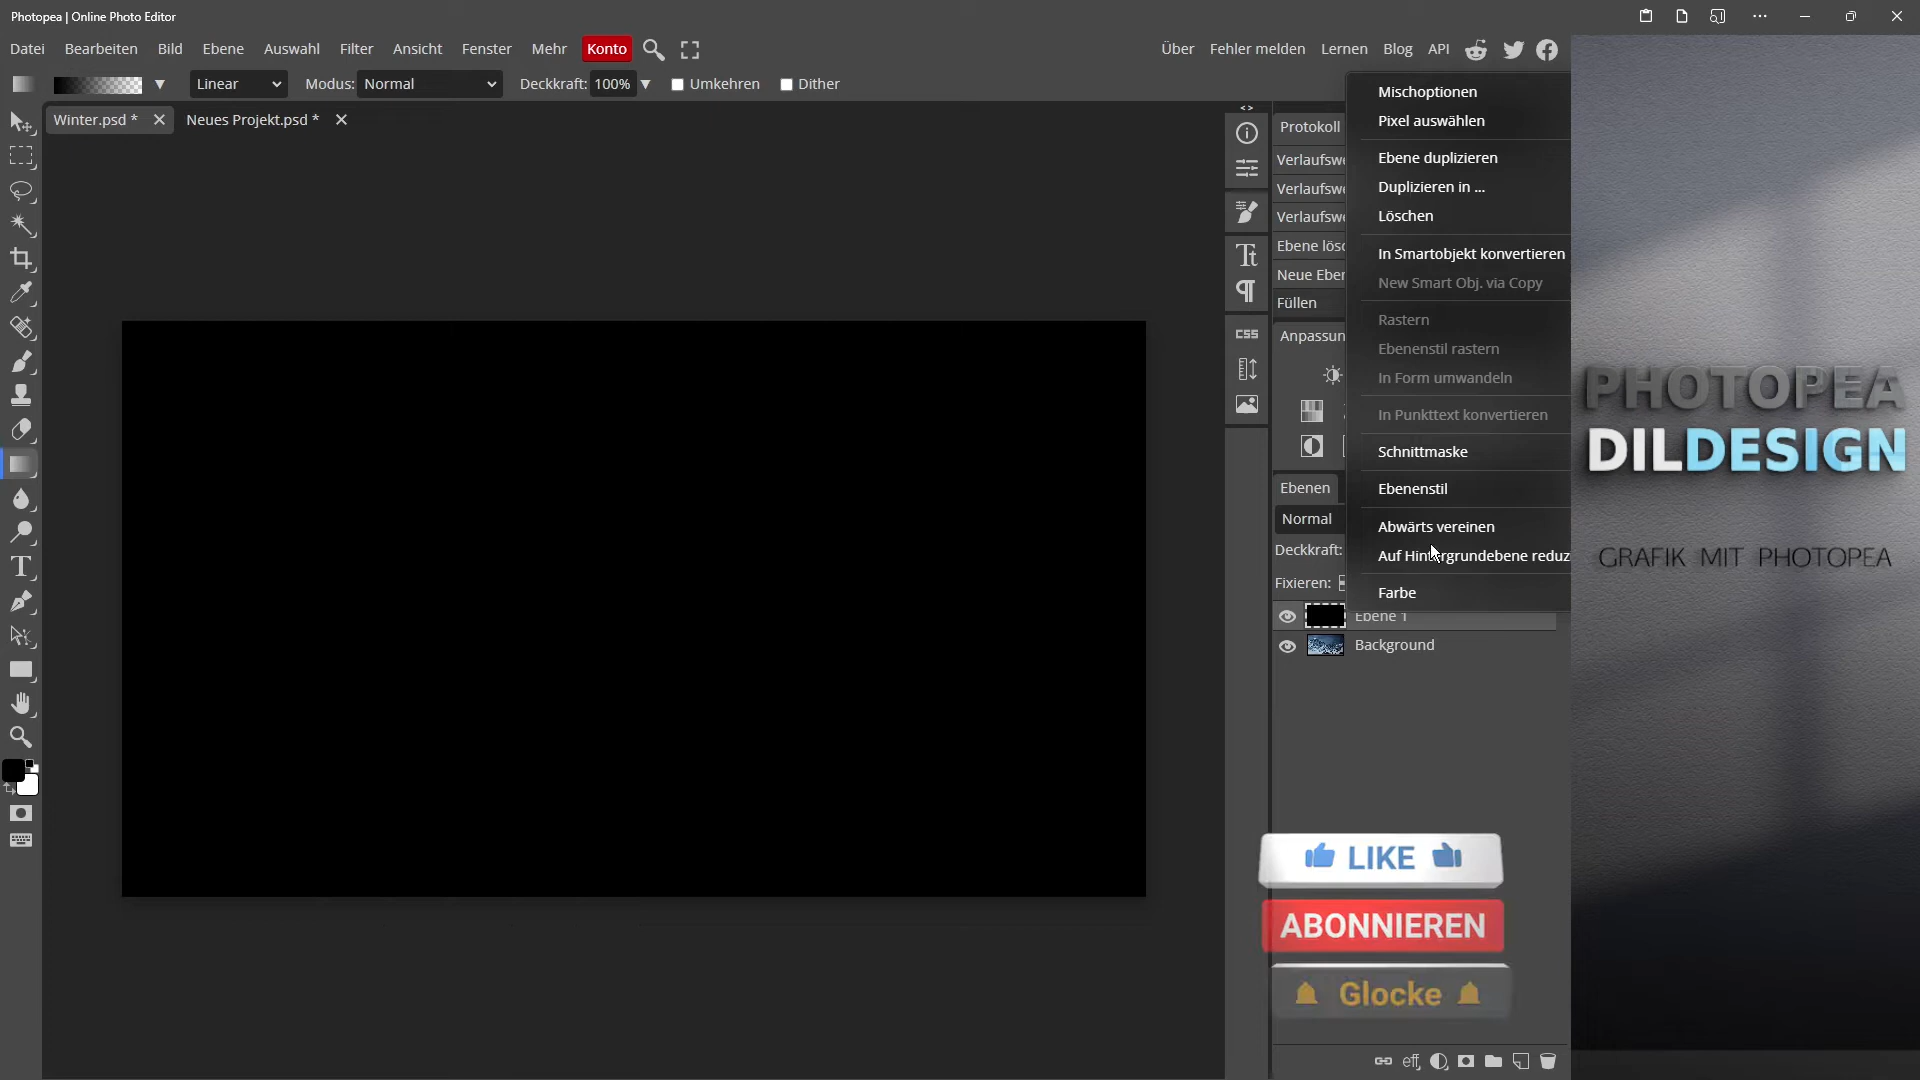 Photopea | Online Photo Editor
Datei Bearbeiten Bild Ebene Auswahl Filter Ansicht Fenster Mehr Konto
Über Fehler melden Lernen Blog API
Linear Modus: Normal Deckkraft: 100% Umkehren Dither
Winter.psd * Neues Projekt.psd *
Protokoll
Verlaufswe
Verlaufswe
Verlaufswe
Ebene lösc
Neue Eber
Füllen
Anpassun
CSS
Ebenen
Normal
Deckkraft:
Fixieren:
Ebene 1
Background
Mischoptionen
Pixel auswählen
Ebene duplizieren
Duplizieren in ...
Löschen
In Smartobjekt konvertieren
New Smart Obj. via Copy
Rastern
Ebenenstil rastern
In Form umwandeln
In Punkttext konvertieren
Schnittmaske
Ebenenstil
Abwärts vereinen
Auf Hintergrundebene reduz
Farbe
eff
PHOTOPEA
DILDESIGN
GRAFIK MIT PHOTOPEA
LIKE
ABONNIEREN
Glocke